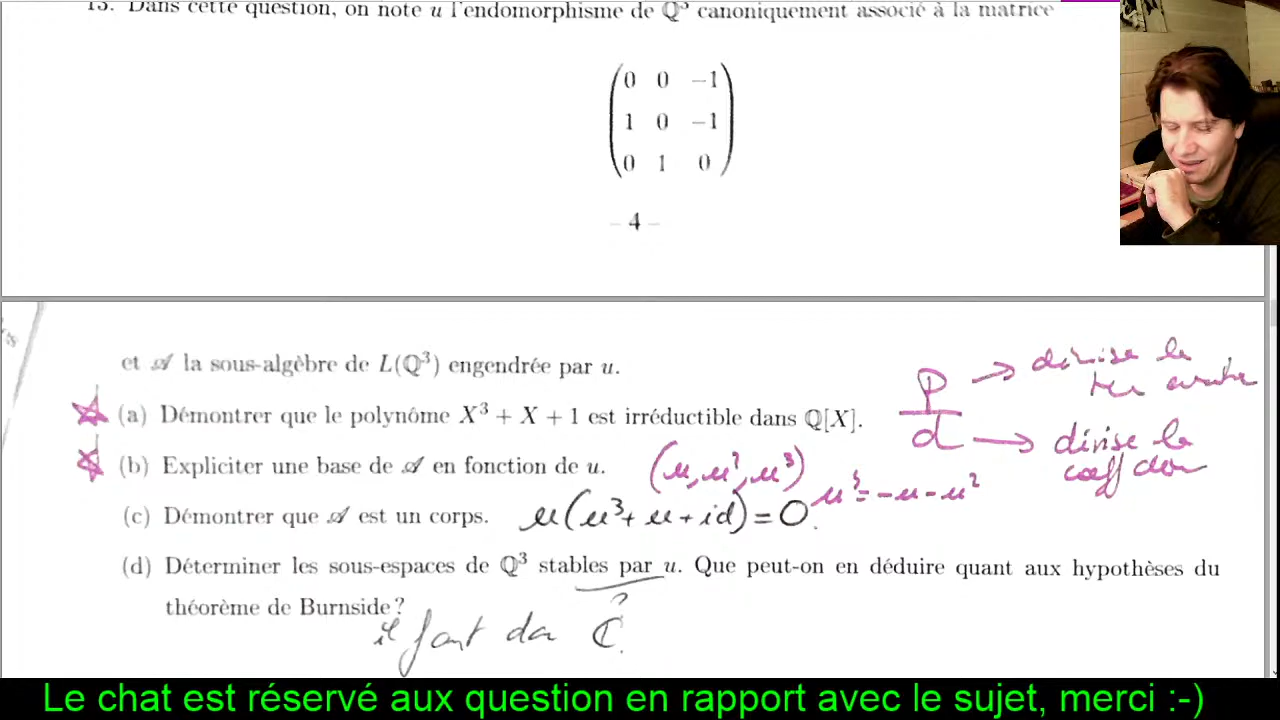 13. Dans cette question, on note u l'endomorphisme de ℚ³ canoniquement associé à la matrice
0 0 −1
1 0 −1
0 1 0
– 4 –
et 𝒜 la sous-algèbre de L(ℚ³) engendrée par u.
(a) Démontrer que le polynôme X³ + X + 1 est irréductible dans ℚ[X].
p/d
→ divise le
→ divise le
(b) Expliciter une base de 𝒜 en fonction de u.
(u, u², u³)
u³ = −u − u²
(c) Démontrer que 𝒜 est un corps.
u(u³ + u + id) = 0.
(d) Déterminer les sous-espaces de ℚ³ stables par u. Que peut-on en déduire quant aux hypothèses du
théorème de Burnside ?
?
il faut ℂ.
Le chat est réservé aux question en rapport avec le sujet, merci :-)